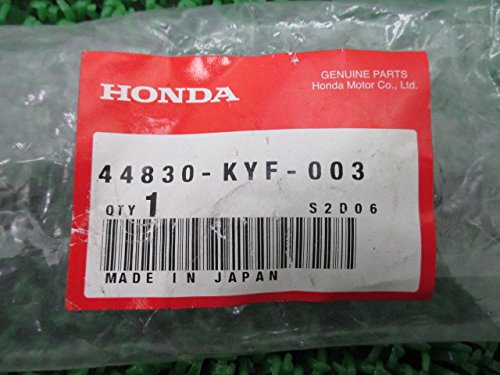 HONDA
GENUINE PARTS
Honda Motor Co., Ltd.
44830-KYF-003
QTY 1 S2D06
MADE IN JAPAN